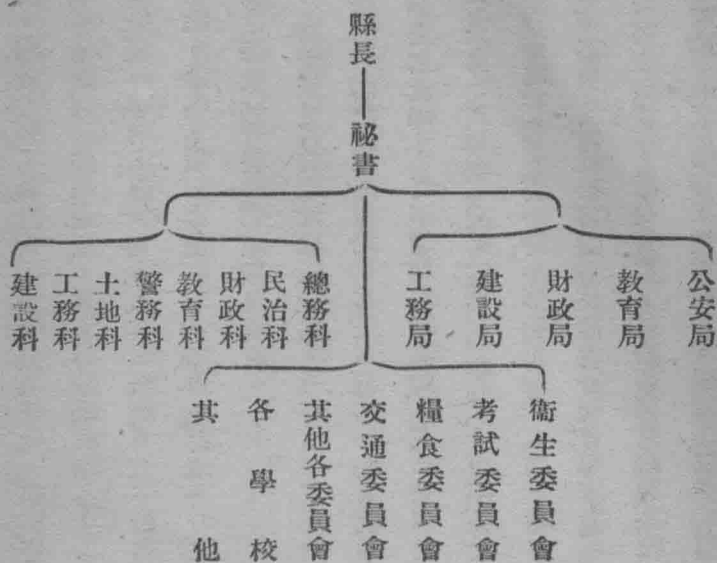 縣長
祕書
公安局
教育局
財政局
建設局
工務局
總務科
民治科
財政科
教育科
警務科
土地科
工務科
建設科
衞生委員會
考試委員會
糧食委員會
交通委員會
其他各委員會
各學校
其他